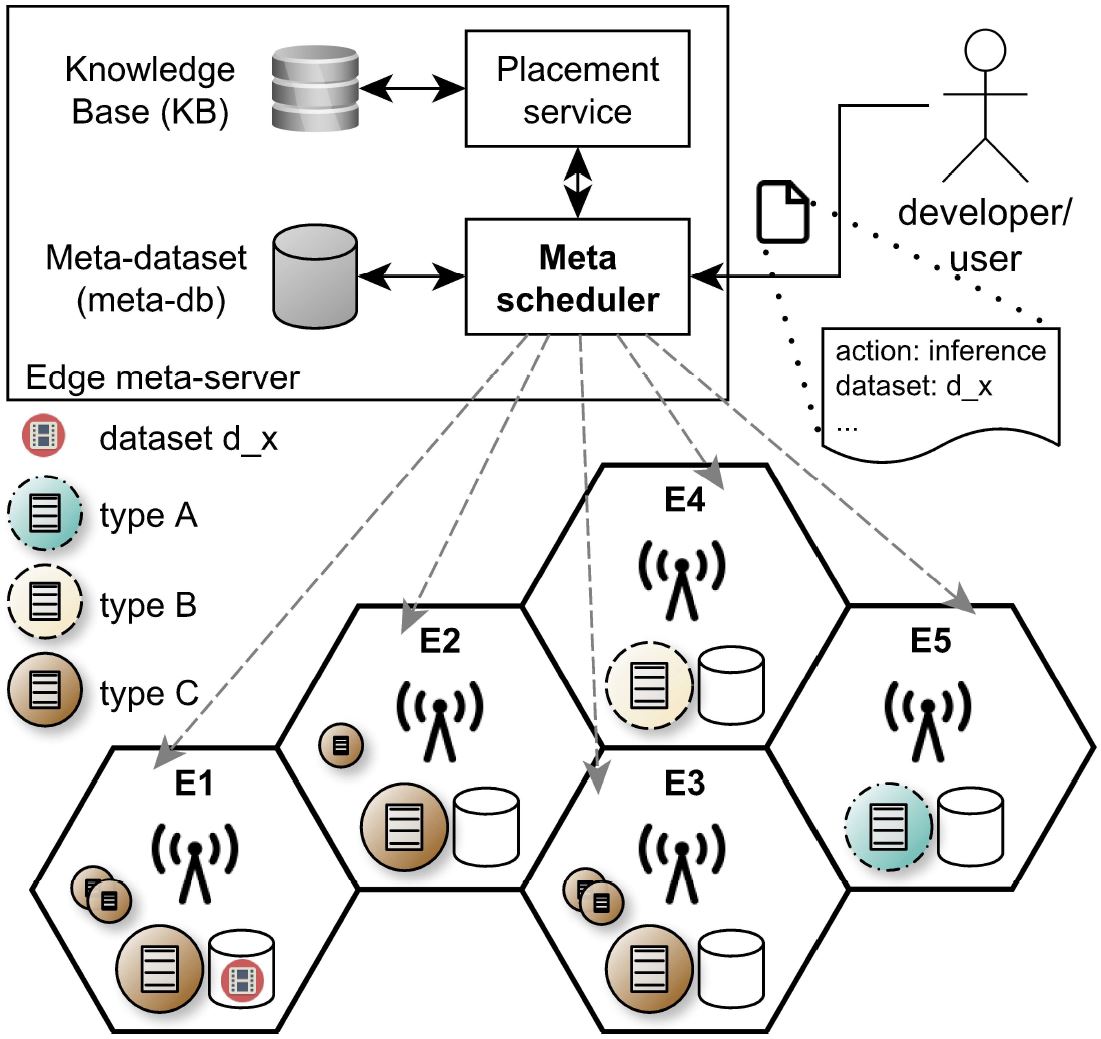 Knowledge
Base (KB)
Placement
service
Meta-dataset
(meta-db)
Meta
scheduler
Edge meta-server
developer/
user
action: inference
dataset: d_x
...
dataset d_x
type A
type B
type C
E4
E2
E5
E1
E3